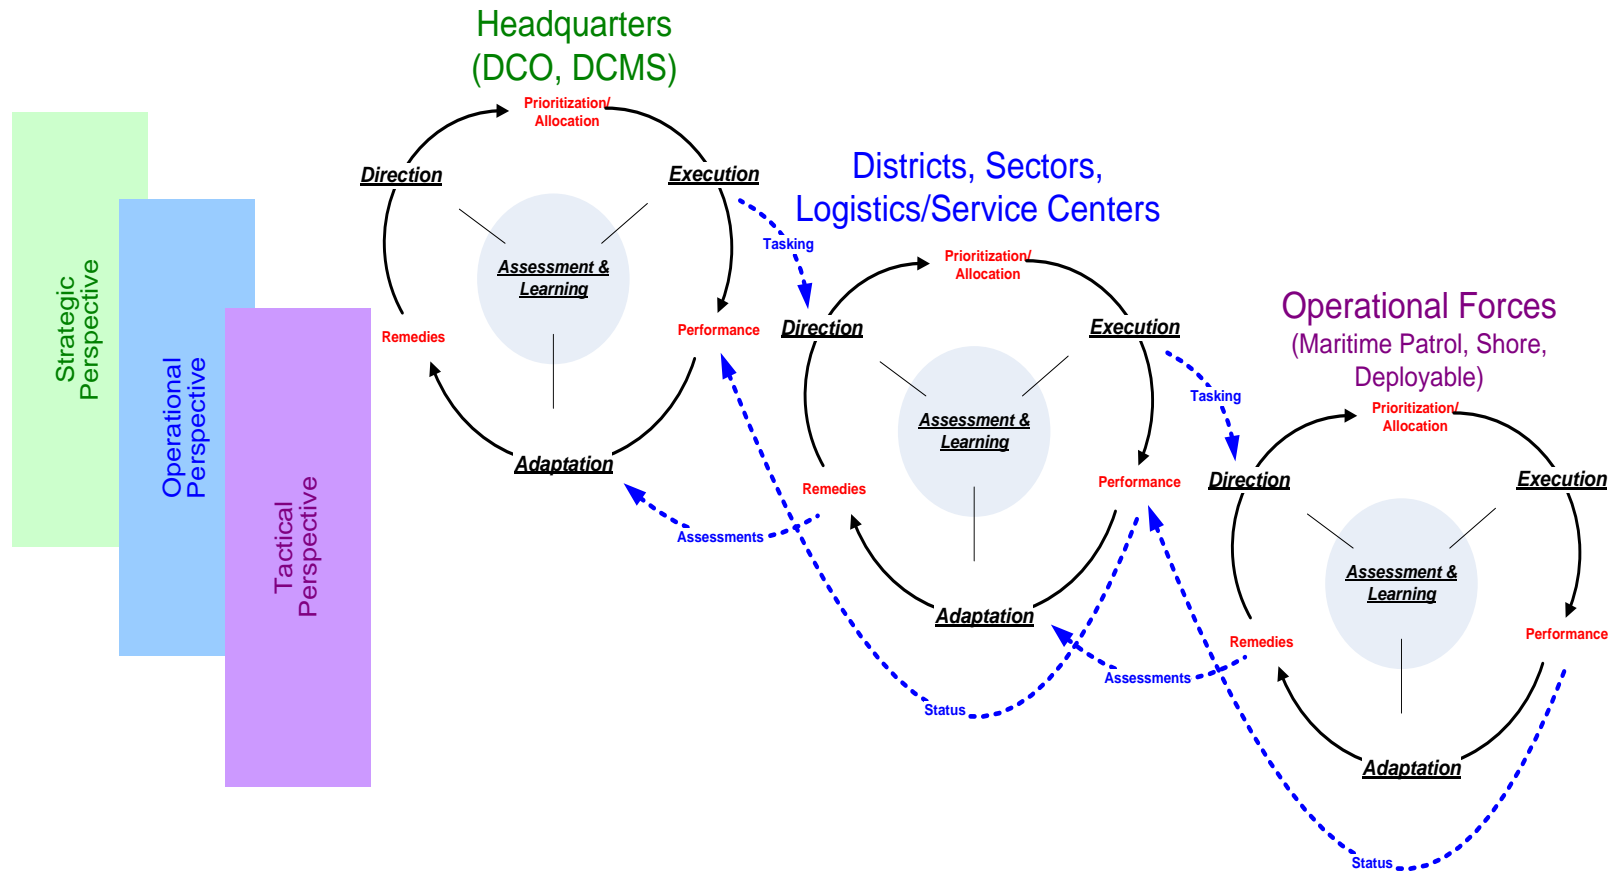 Headquarters
(DCO, DCMS)
Prioritization/
Allocation
Direction
Execution
Assessment &
Learning
Remedies
Performance
Adaptation
Tasking
Assessments
Status
Districts, Sectors,
Logistics/Service Centers
Prioritization/
Allocation
Direction
Execution
Assessment &
Learning
Remedies
Performance
Adaptation
Tasking
Assessments
Status
Operational Forces
(Maritime Patrol, Shore,
Deployable)
Prioritization/
Allocation
Direction
Execution
Assessment &
Learning
Remedies
Performance
Adaptation
Strategic
Perspective
Operational
Perspective
Tactical
Perspective